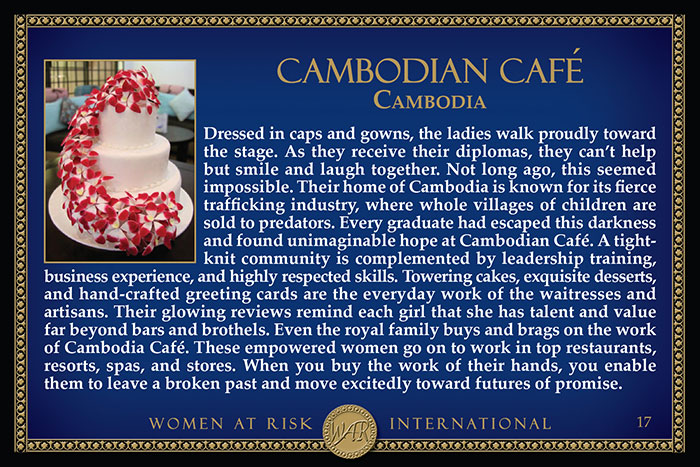 CAMBODIAN CAFÉ
CAMBODIA
Dressed in caps and gowns, the ladies walk proudly toward
the stage. As they receive their diplomas, they can't help
but smile and laugh together. Not long ago, this seemed
impossible. Their home of Cambodia is known for its fierce
trafficking industry, where whole villages of children are
sold to predators. Every graduate had escaped this darkness
and found unimaginable hope at Cambodian Café. A tight-
knit community is complemented by leadership training,
business experience, and highly respected skills. Towering cakes, exquisite desserts,
and hand-crafted greeting cards are the everyday work of the waitresses and
artisans. Their glowing reviews remind each girl that she has talent and value
far beyond bars and brothels. Even the royal family buys and brags on the work
of Cambodia Café. These empowered women go on to work in top restaurants,
resorts, spas, and stores. When you buy the work of their hands, you enable
them to leave a broken past and move excitedly toward futures of promise.
WOMEN AT RISK WAR INTERNATIONAL 17